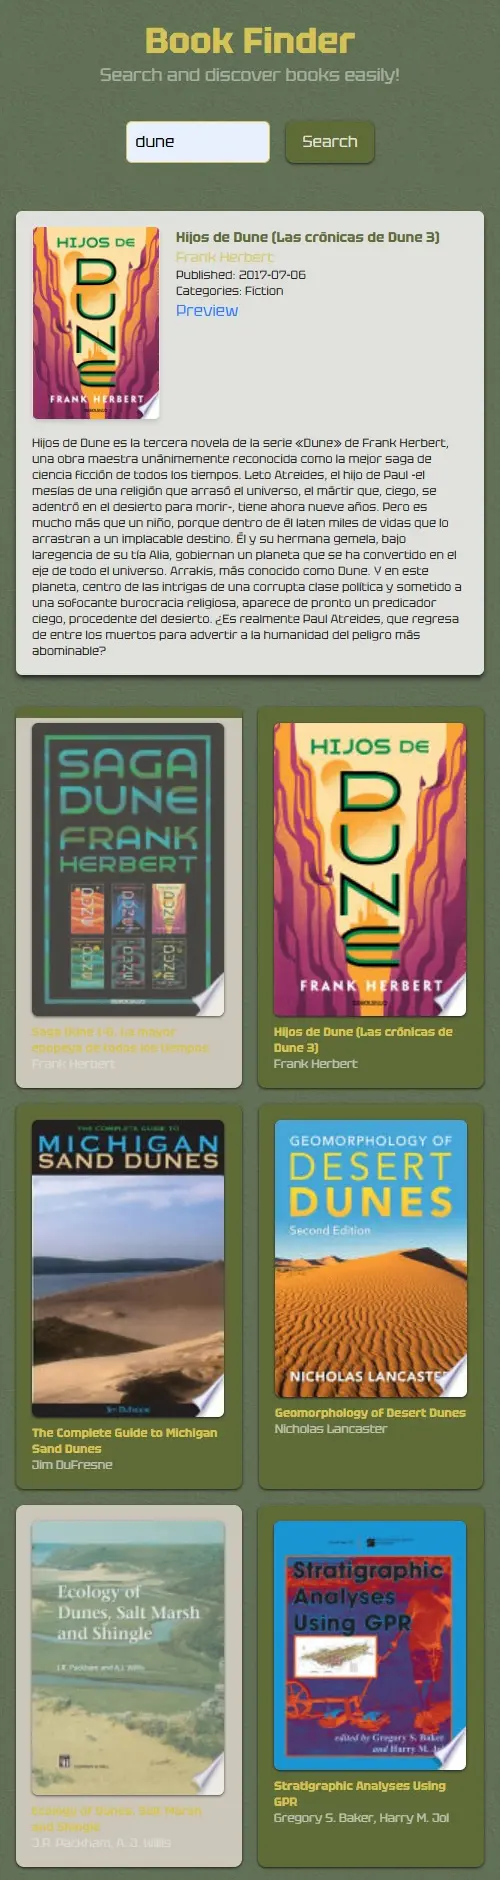 Book Finder
Search and discover books easily!
dune
Search
HIJOS DE
DUNE
FRANK HERBERT
Hijos de Dune (Las crónicas de Dune 3)
Frank Herbert
Published: 2017-07-06
Categories: Fiction
Preview
Hijos de Dune es la tercera novela de la serie «Dune» de Frank Herbert,
una obra maestra unánimemente reconocida como la mejor saga de
ciencia ficción de todos los tiempos. Leto Atreides, el hijo de Paul -el
mesías de una religión que arrasó el universo, el mártir que, ciego, se
adentró en el desierto para morir-, tiene ahora nueve años. Pero es
mucho más que un niño, porque dentro de él laten miles de vidas que lo
arrastran a un implacable destino. Él y su hermana gemela, bajo
laregencia de su tía Alia, gobiernan un planeta que se ha convertido en el
eje de todo el universo. Arrakis, más conocido como Dune. Y en este
planeta, centro de las intrigas de una corrupta clase política y sometido a
una sofocante burocracia religiosa, aparece de pronto un predicador
ciego, procedente del desierto. ¿Es realmente Paul Atreides, que regresa
de entre los muertos para advertir a la humanidad del peligro más
abominable?
SAGA
DUNE
FRANK
HERBERT
Saga Dune 1-6. La mayor
epopeya de todos los tiempos
Frank Herbert
HIJOS DE
DUNE
FRANK HERBERT
Hijos de Dune (Las crónicas de
Dune 3)
Frank Herbert
THE COMPLETE GUIDE TO
MICHIGAN
SAND DUNES
Jim DuFresne
The Complete Guide to Michigan
Sand Dunes
Jim DuFresne
GEOMORPHOLOGY OF
DESERT
DUNES
Second Edition
NICHOLAS LANCASTER
Geomorphology of Desert Dunes
Nicholas Lancaster
Ecology of
Dunes, Salt Marsh
and Shingle
J.R. Packham and A.J. Willis
Ecology of Dunes, Salt Marsh
and Shingle
J.R. Packham, A. J. Willis
Stratigraphic
Analyses
Using GPR
edited by Gregory S. Baker
and Harry M.
Stratigraphic Analyses Using
GPR
Gregory S. Baker, Harry M. Jol